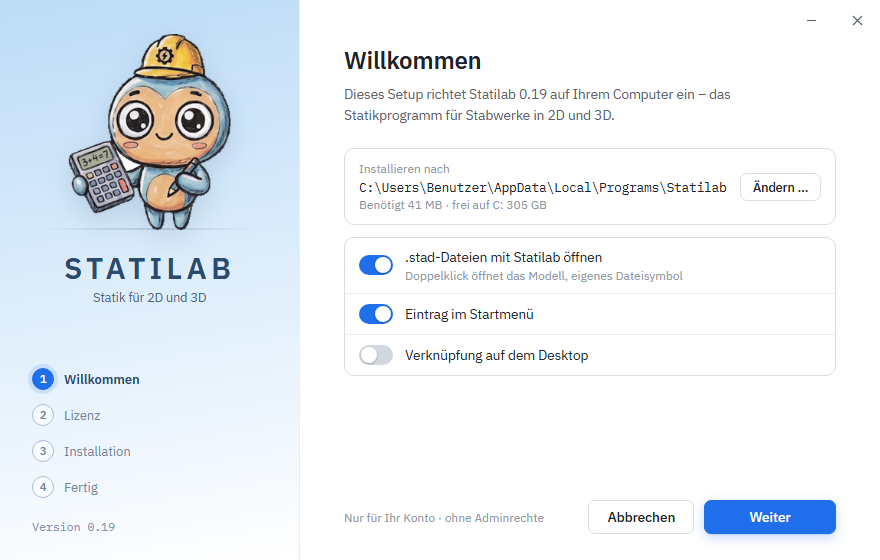 3+4=7
STATILAB
Statik für 2D und 3D
1 Willkommen
2 Lizenz
3 Installation
4 Fertig
Version 0.19
Willkommen
Dieses Setup richtet Statilab 0.19 auf Ihrem Computer ein – das
Statikprogramm für Stabwerke in 2D und 3D.
Installieren nach
C:\Users\Benutzer\AppData\Local\Programs\Statilab
Ändern ...
Benötigt 41 MB · frei auf C: 305 GB
.stad-Dateien mit Statilab öffnen
Doppelklick öffnet das Modell, eigenes Dateisymbol
Eintrag im Startmenü
Verknüpfung auf dem Desktop
Nur für Ihr Konto · ohne Adminrechte
Abbrechen
Weiter